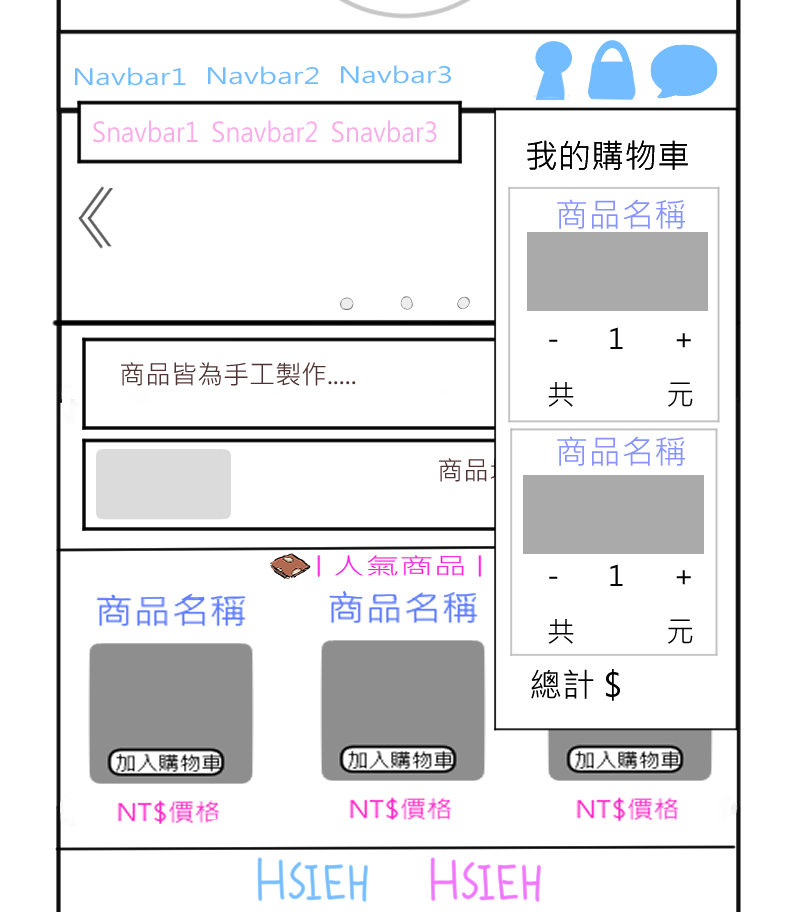 Navbar1 Navbar2 Navbar3
Snavbar1 Snavbar2 Snavbar3
我的購物車
商品名稱
- 1 +
共 元
商品名稱
- 1 +
共 元
總計 $
商品皆為手工製作.....
商品
| 人氣商品 |
商品名稱 商品名稱
加入購物車 加入購物車 加入購物車
NT$價格 NT$價格 NT$價格
HSIEH HSIEH